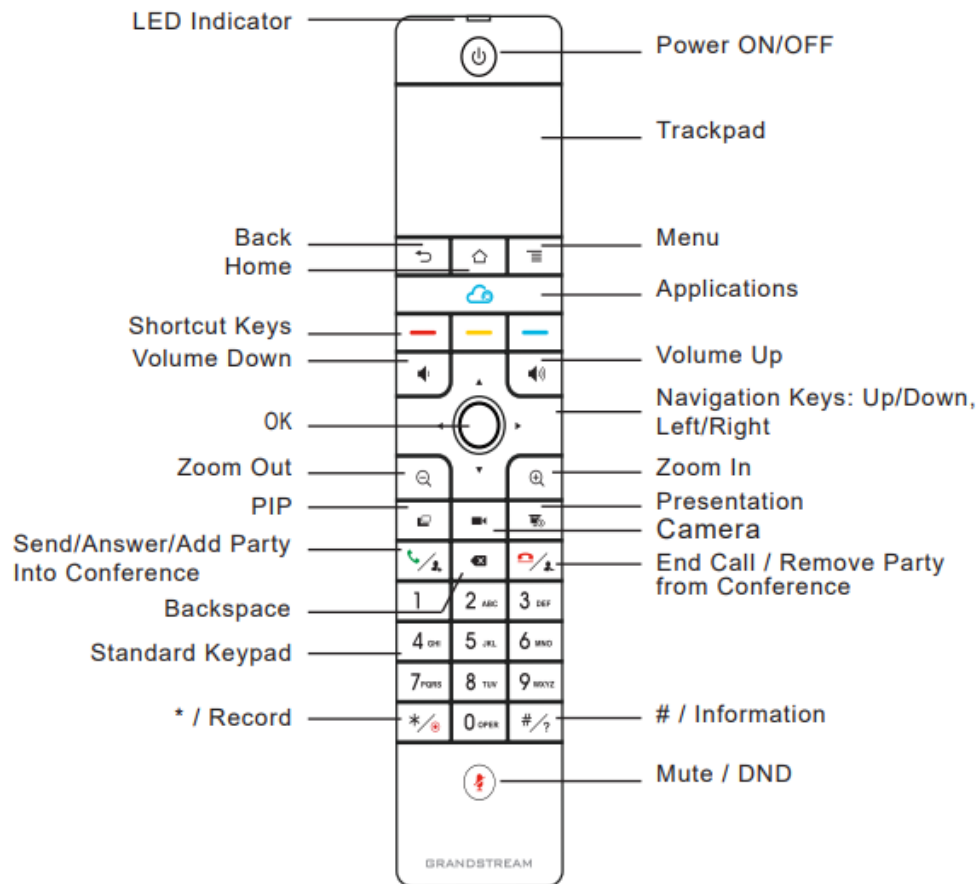 LED Indicator
Power ON/OFF
Trackpad
Back
Menu
Home
Applications
Shortcut Keys
Volume Down
Volume Up
Navigation Keys: Up/Down,
Left/Right
OK
Zoom Out
Zoom In
PIP
Presentation
Camera
Send/Answer/Add Party
Into Conference
End Call / Remove Party
from Conference
Backspace
1 2 ABC 3 DEF
Standard Keypad
4 GHI 5 JKL 6 MNO
7 PQRS 8 TUV 9 WXYZ
* / Record
*/ 0 OPER #/?
# / Information
Mute / DND
GRANDSTREAM